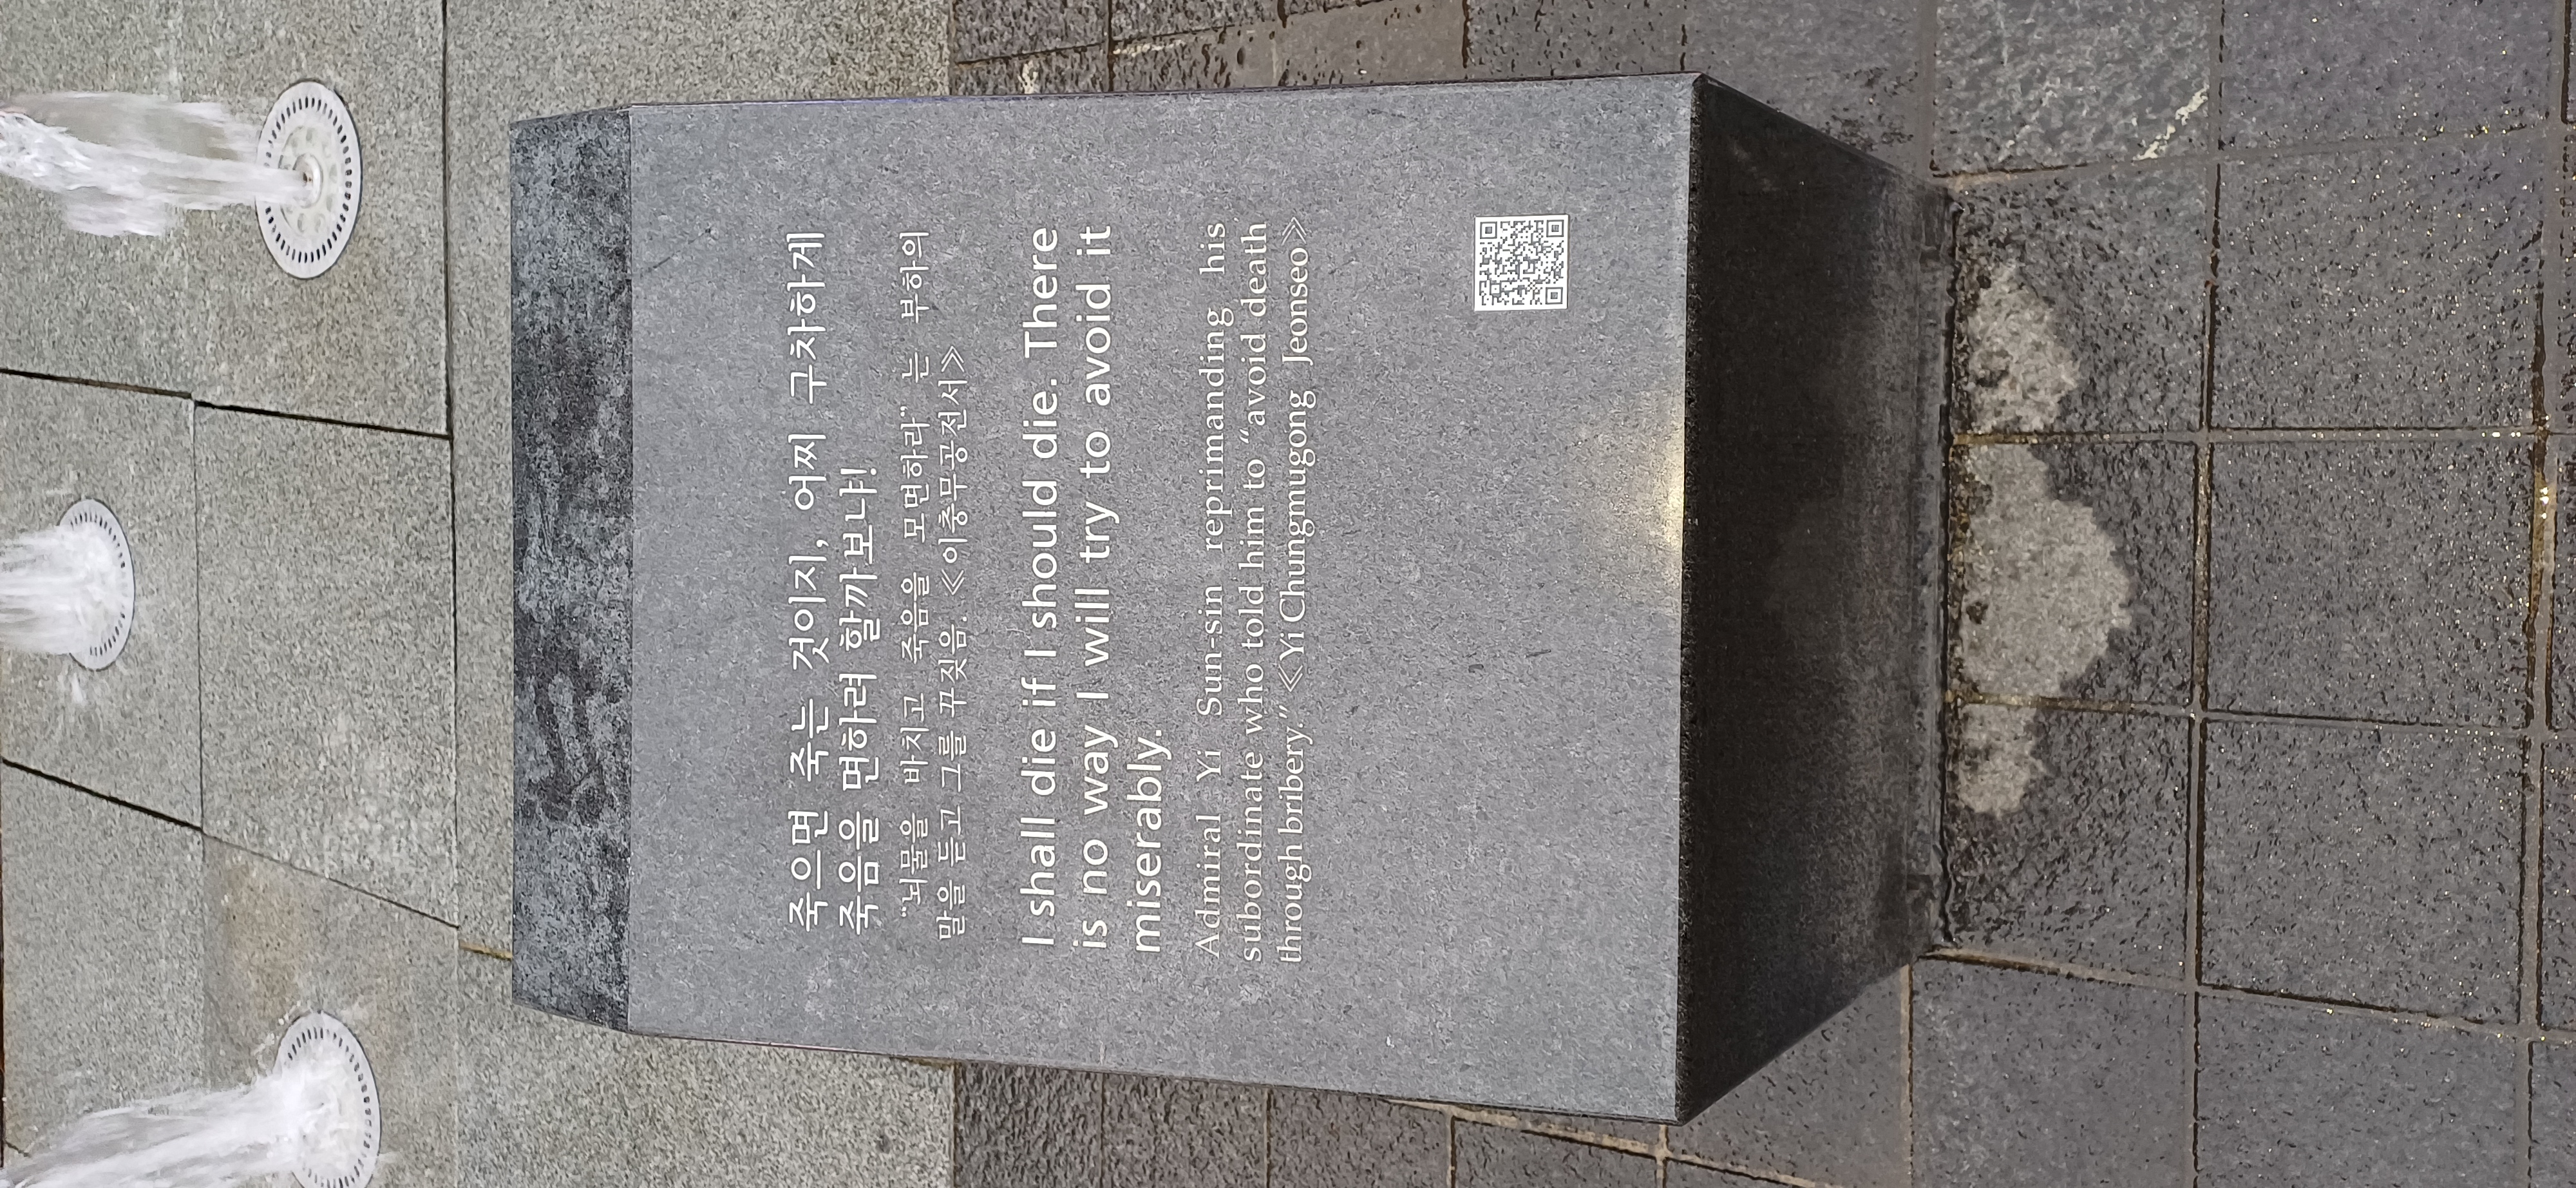 죽으면 죽는 것이지, 어찌 구차하게
죽음을 면하려 할까보냐!
“뇌물을 바치고 죽음을 모면하라” 는 부하의
말을 듣고 그를 꾸짖음. 《이충무공전서》
I shall die if I should die. There
is no way I will try to avoid it
miserably.
Admiral Yi Sun-sin reprimanding his
subordinate who told him to “avoid death
through bribery.” 《Yi Chungmugong Jeonseo》